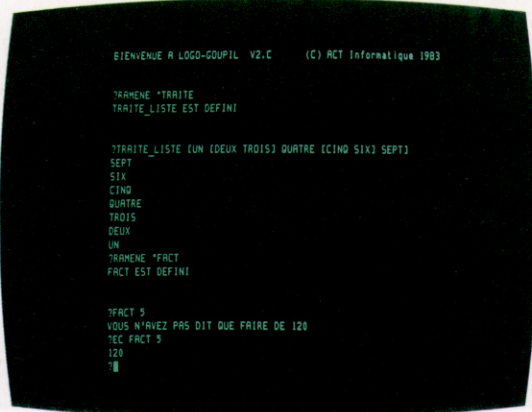 BIENVENUE A LOGO-GOUPIL V2.C (C) ACT Informatique 1983
?RAMENE "TRAITE
TRAITE_LISTE EST DEFINI
?TRAITE_LISTE [UN [DEUX TROIS] QUATRE [CINQ SIX] SEPT]
SEPT
SIX
CINQ
QUATRE
TROIS
DEUX
UN
?RAMENE "FACT
FACT EST DEFINI
?FACT 5
VOUS N'AVEZ PAS DIT QUE FAIRE DE 120
?EC FACT 5
120
?